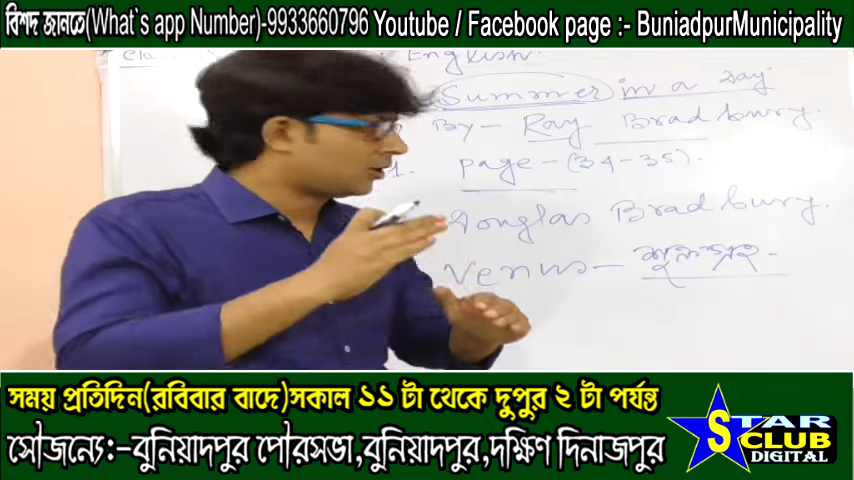 বিশদ জানতে(What`s app Number)-9933660796 Youtube / Facebook page :- BuniadpurMunicipality
English.
Summer in a Day
By- Ray Bradbury.
1. page-(34-35).
Douglas Bradbury.
Venus- শুক্রগ্রহ-
সময় প্রতিদিন(রবিবার বাদে)সকাল ১১ টা থেকে দুপুর ২ টা পর্যন্ত
সৌজন্যে:-বুনিয়াদপুর পৌরসভা,বুনিয়াদপুর,দক্ষিণ দিনাজপুর
STAR
CLUB
DIGITAL